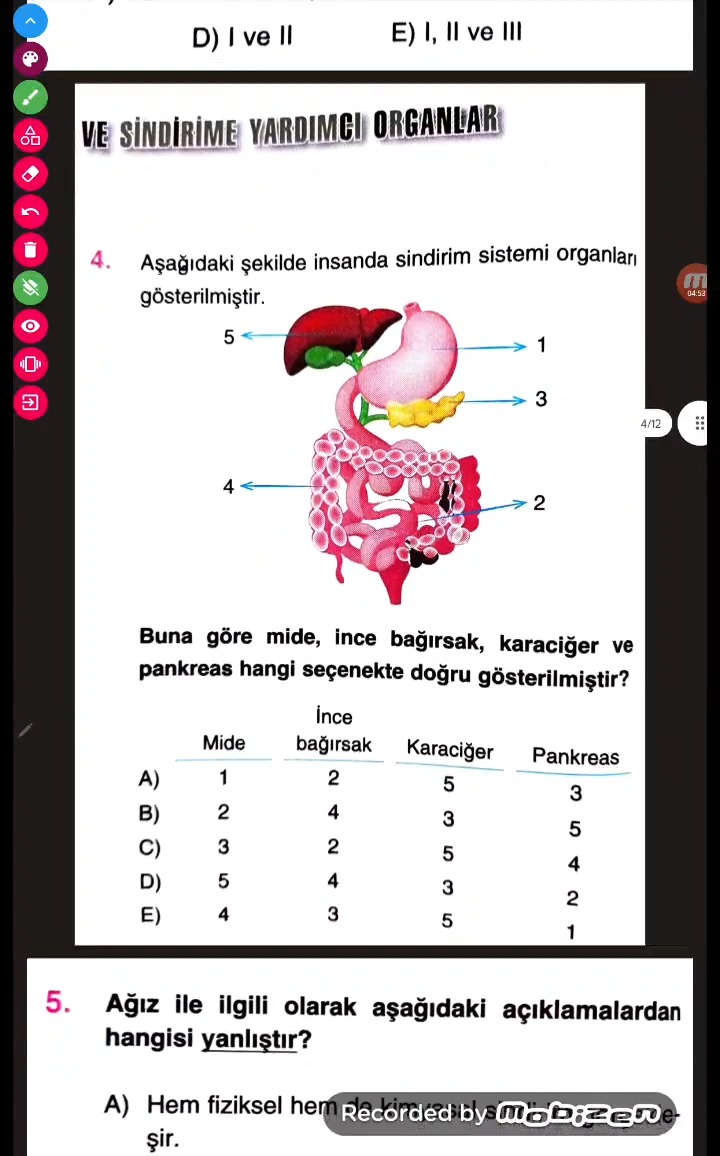 D) I ve II E) I, II ve III
VE SİNDİRİME YARDIMCI ORGANLAR
4. Aşağıdaki şekilde insanda sindirim sistemi organları
gösterilmiştir.
04:53
5
1
3
4/12
4
2
Buna göre mide, ince bağırsak, karaciğer ve
pankreas hangi seçenekte doğru gösterilmiştir?
Mide İnce bağırsak Karaciğer Pankreas
A) 1 2 5 3
B) 2 4 3 5
C) 3 2 5 4
D) 5 4 3 2
E) 4 3 5 1
5. Ağız ile ilgili olarak aşağıdaki açıklamalardan
hangisi yanlıştır?
A) Hem fiziksel hem
Recorded by mobizen
şir.